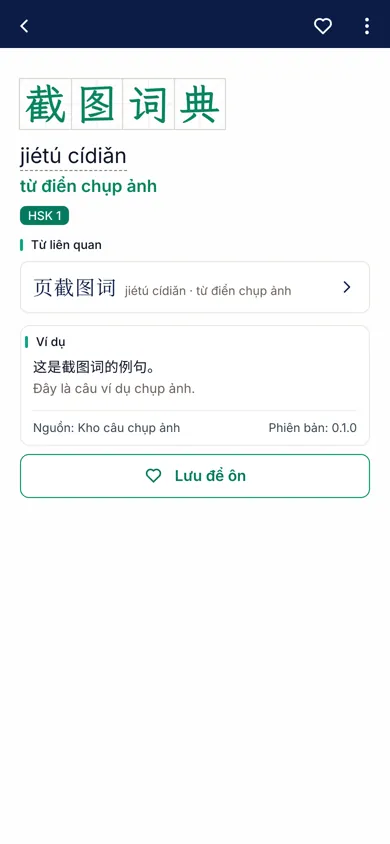 截图词典
jiétú cídiǎn
từ điển chụp ảnh
HSK 1
Từ liên quan
页截图词 jiétú cídiǎn · từ điển chụp ảnh
Ví dụ
这是截图词的例句。
Đây là câu ví dụ chụp ảnh.
Nguồn: Kho câu chụp ảnh Phiên bản: 0.1.0
Lưu để ôn